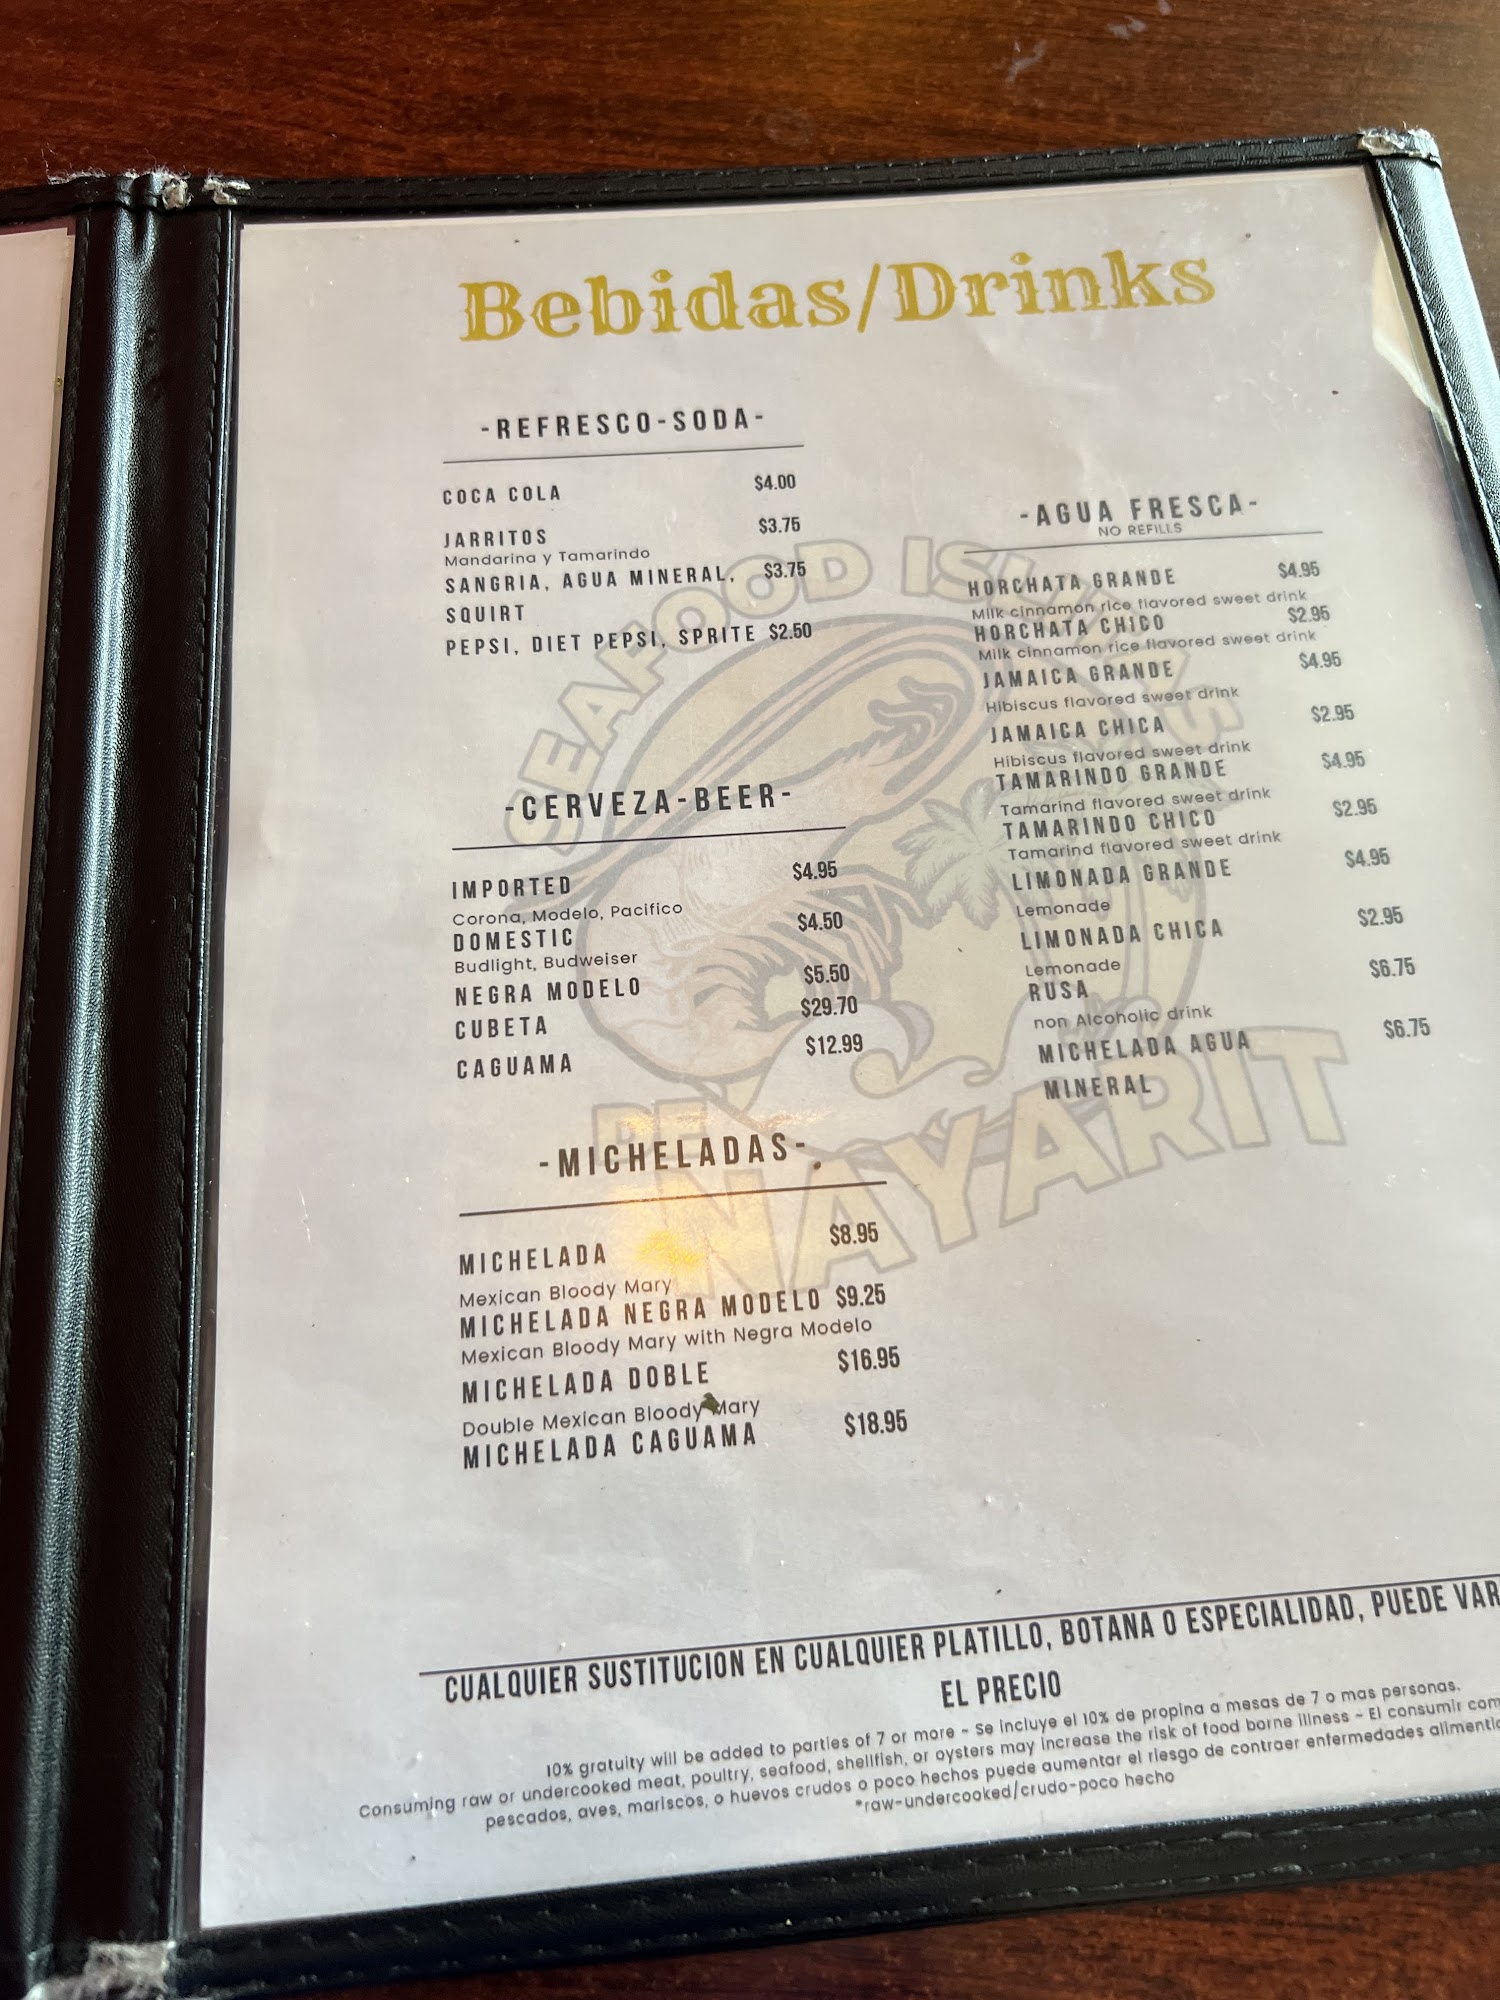 Bebidas/Drinks
-REFRESCO-SODA-
COCA COLA $4.00
JARRITOS $3.75
Mandarina y Tamarindo
SANGRIA, AGUA MINERAL, $3.75
SQUIRT
PEPSI, DIET PEPSI, SPRITE $2.50
-CERVEZA-BEER-
IMPORTED $4.95
Corona, Modelo, Pacifico
DOMESTIC $4.50
Budlight, Budweiser
NEGRA MODELO $5.50
CUBETA $29.70
CAGUAMA $12.99
-MICHELADAS-
MICHELADA $8.95
Mexican Bloody Mary
MICHELADA NEGRA MODELO $9.25
Mexican Bloody Mary with Negra Modelo
MICHELADA DOBLE $16.95
Double Mexican Bloody Mary
MICHELADA CAGUAMA $18.95
-AGUA FRESCA-
NO REFILLS
HORCHATA GRANDE $4.95
Milk cinnamon rice flavored sweet drink
HORCHATA CHICO $2.95
Milk cinnamon rice flavored sweet drink
JAMAICA GRANDE $4.95
Hibiscus flavored sweet drink
JAMAICA CHICA $2.95
Hibiscus flavored sweet drink
TAMARINDO GRANDE $4.95
Tamarind flavored sweet drink
TAMARINDO CHICO $2.95
Tamarind flavored sweet drink
LIMONADA GRANDE $4.95
Lemonade
LIMONADA CHICA $2.95
Lemonade
RUSA $6.75
non Alcoholic drink
MICHELADA AGUA $6.75
MINERAL
SEAFOOD
DE
NAYARIT
CUALQUIER SUSTITUCION EN CUALQUIER PLATILLO, BOTANA O ESPECIALIDAD, PUEDE VAR
EL PRECIO
10% gratuity will be added to parties of 7 or more ~ Se incluye el 10% de propina a mesas de 7 o mas personas.
Consuming raw or undercooked meat, poultry, seafood, shellfish, or oysters may increase the risk of food borne illness ~ El consumir
pescados, aves, mariscos, o huevos crudos o poco hechos puede aumentar el riesgo de contraer enfermedades
*raw-undercooked/crudo-poco hecho